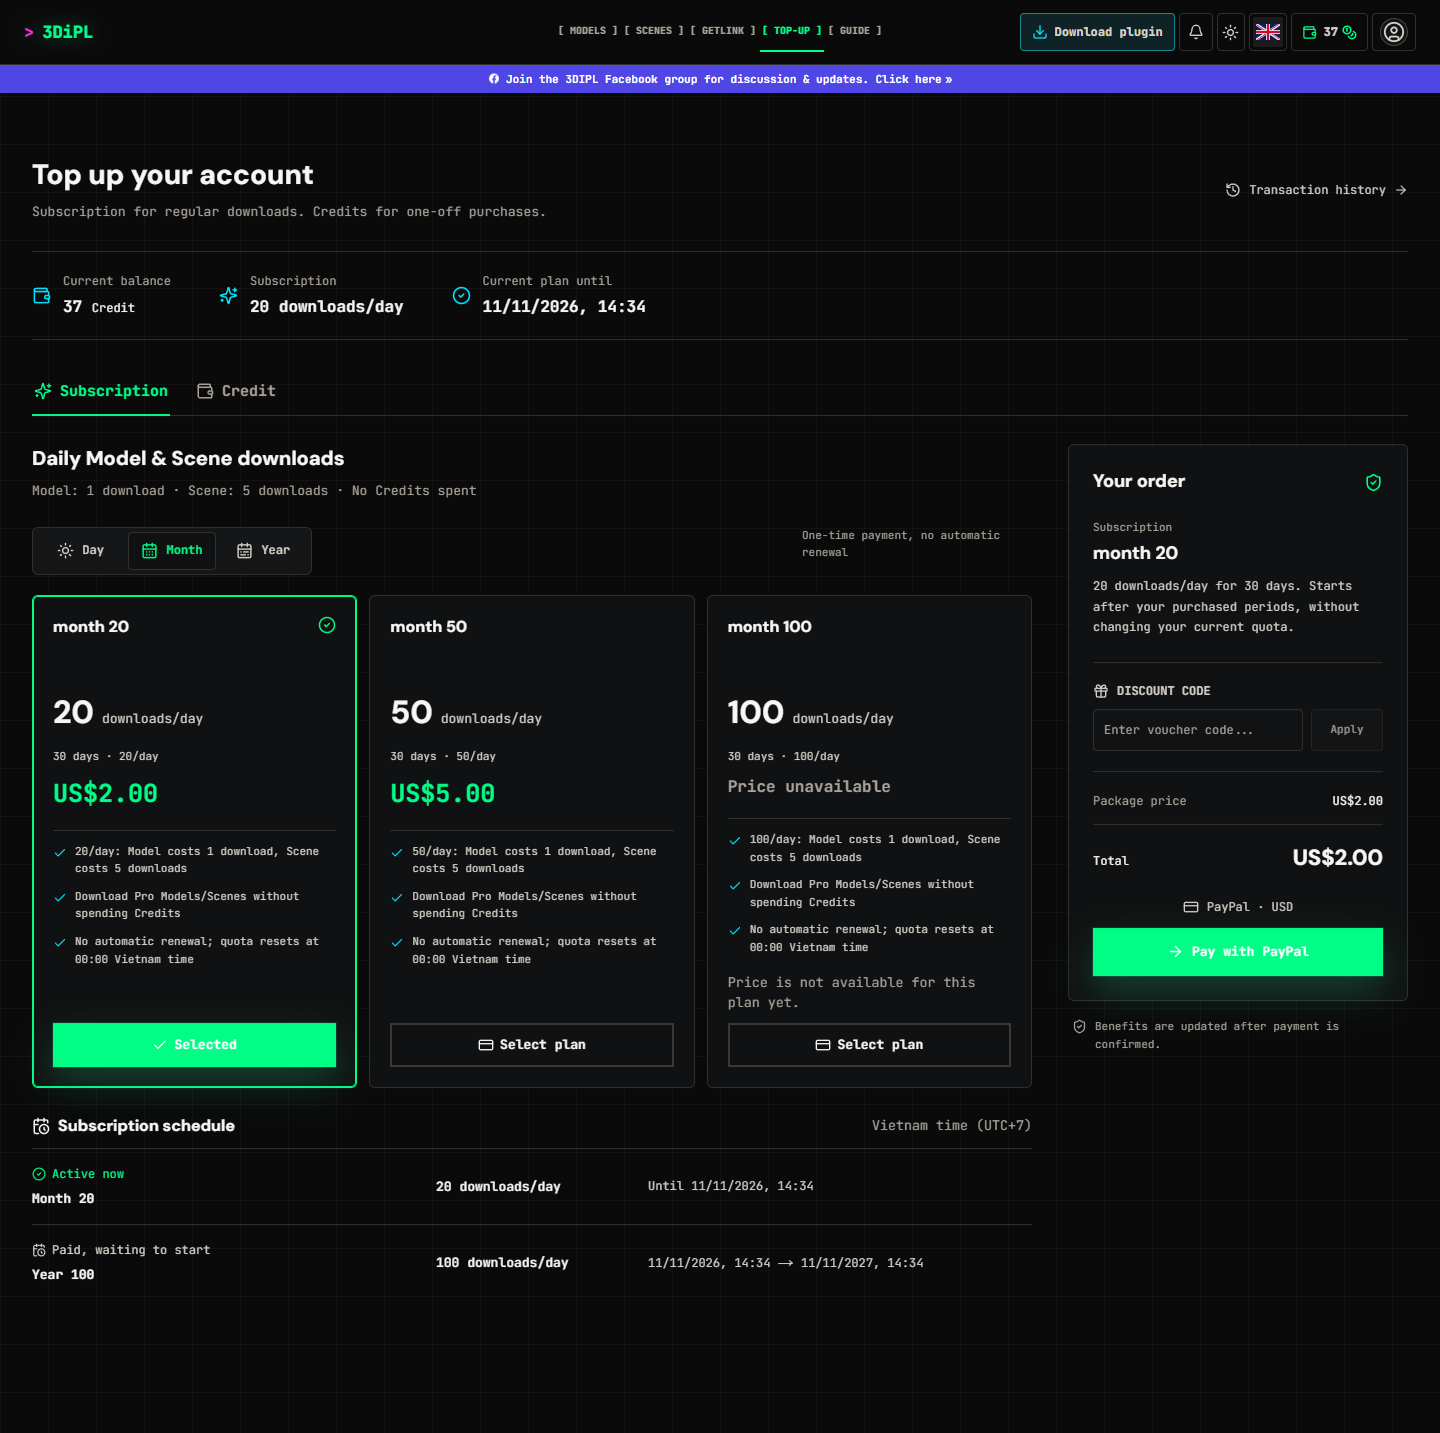 > 3DiPL
[ MODELS ] [ SCENES ] [ GETLINK ] [ TOP-UP ] [ GUIDE ]
Download plugin
37
Join the 3DIPL Facebook group for discussion & updates. Click here »
Top up your account
Subscription for regular downloads. Credits for one-off purchases.
Transaction history →
Current balance
37 Credit
Subscription
20 downloads/day
Current plan until
11/11/2026, 14:34
Subscription
Credit
Daily Model & Scene downloads
Model: 1 download · Scene: 5 downloads · No Credits spent
Day
Month
Year
One-time payment, no automatic
renewal
month 20
20 downloads/day
30 days · 20/day
US$2.00
20/day: Model costs 1 download, Scene
costs 5 downloads
Download Pro Models/Scenes without
spending Credits
No automatic renewal; quota resets at
00:00 Vietnam time
Selected
month 50
50 downloads/day
30 days · 50/day
US$5.00
50/day: Model costs 1 download, Scene
costs 5 downloads
Download Pro Models/Scenes without
spending Credits
No automatic renewal; quota resets at
00:00 Vietnam time
Select plan
month 100
100 downloads/day
30 days · 100/day
Price unavailable
100/day: Model costs 1 download, Scene
costs 5 downloads
Download Pro Models/Scenes without
spending Credits
No automatic renewal; quota resets at
00:00 Vietnam time
Price is not available for this
plan yet.
Select plan
Your order
Subscription
month 20
20 downloads/day for 30 days. Starts
after your purchased periods, without
changing your current quota.
DISCOUNT CODE
Enter voucher code...
Apply
Package price US$2.00
Total US$2.00
PayPal · USD
Pay with PayPal
Benefits are updated after payment is
confirmed.
Subscription schedule
Vietnam time (UTC+7)
Active now
Month 20
20 downloads/day
Until 11/11/2026, 14:34
Paid, waiting to start
Year 100
100 downloads/day
11/11/2026, 14:34 → 11/11/2027, 14:34